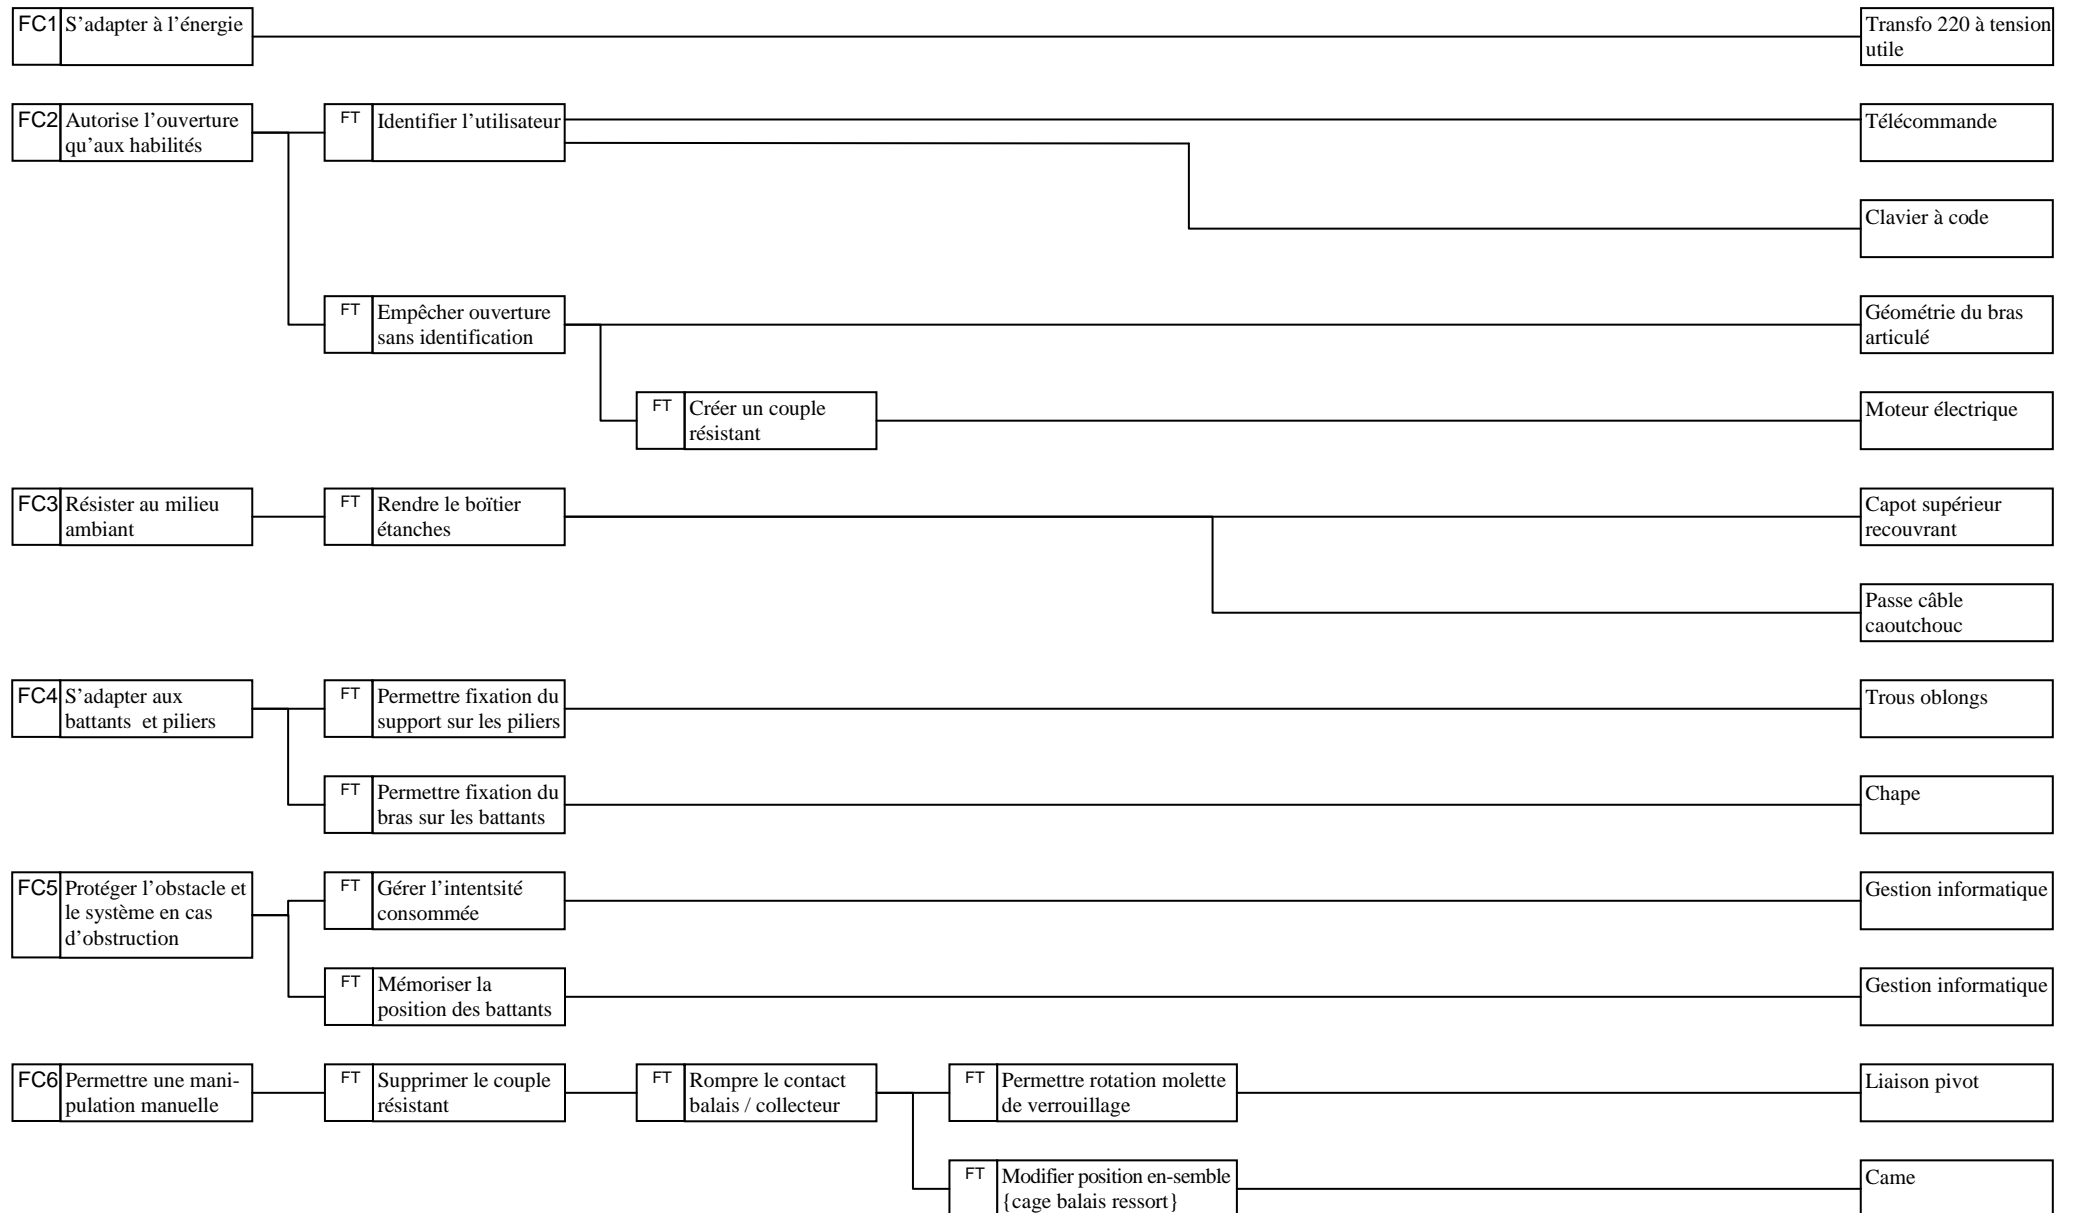 FC1 S’adapter à l’énergie
Transfo 220 à tension
utile
FC2 Autorise l’ouverture
qu’aux habilités
FT Identifier l’utilisateur
Télécommande
Clavier à code
FT Empêcher ouverture
sans identification
Géométrie du bras
articulé
FT Créer un couple
résistant
Moteur électrique
FC3 Résister au milieu
ambiant
FT Rendre le boïtier
étanches
Capot supérieur
recouvrant
Passe câble
caoutchouc
FC4 S’adapter aux
battants et piliers
FT Permettre fixation du
support sur les piliers
Trous oblongs
FT Permettre fixation du
bras sur les battants
Chape
FC5 Protéger l’obstacle et
le système en cas
d’obstruction
FT Gérer l’intentsité
consommée
Gestion informatique
FT Mémoriser la
position des battants
Gestion informatique
FC6 Permettre une mani-
pulation manuelle
FT Supprimer le couple
résistant
FT Rompre le contact
balais / collecteur
FT Permettre rotation molette
de verrouillage
Liaison pivot
FT Modifier position en-semble
{cage balais ressort}
Came